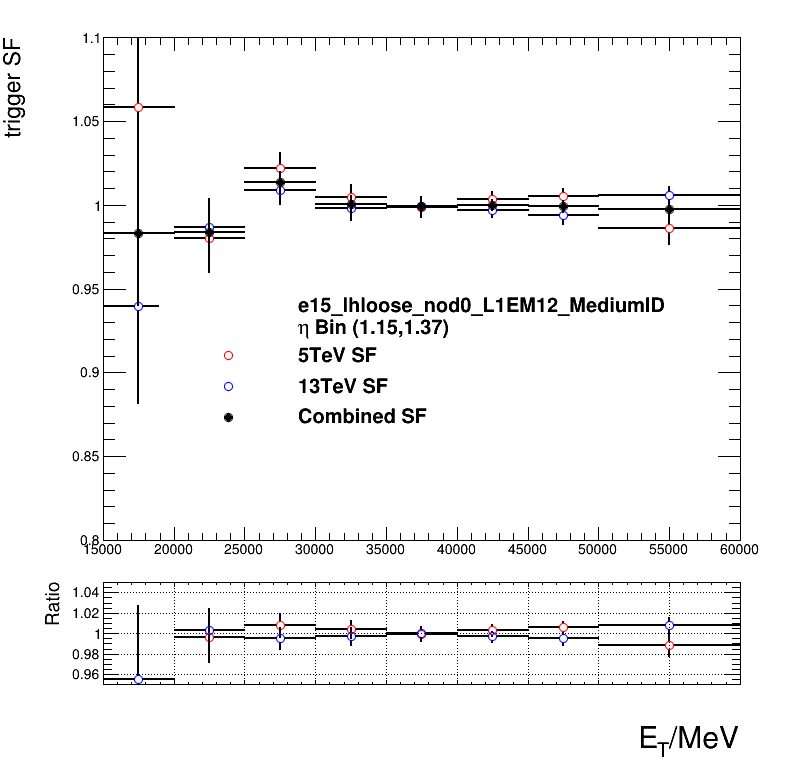 trigger SF
1.1
1.05
1
0.95
0.9
0.85
0.8
e15_lhloose_nod0_L1EM12_MediumID
η Bin (1.15,1.37)
5TeV SF
13TeV SF
Combined SF
15000 20000 25000 30000 35000 40000 45000 50000 55000 60000
Ratio
1.04
1.02
1
0.98
0.96
E_T/MeV